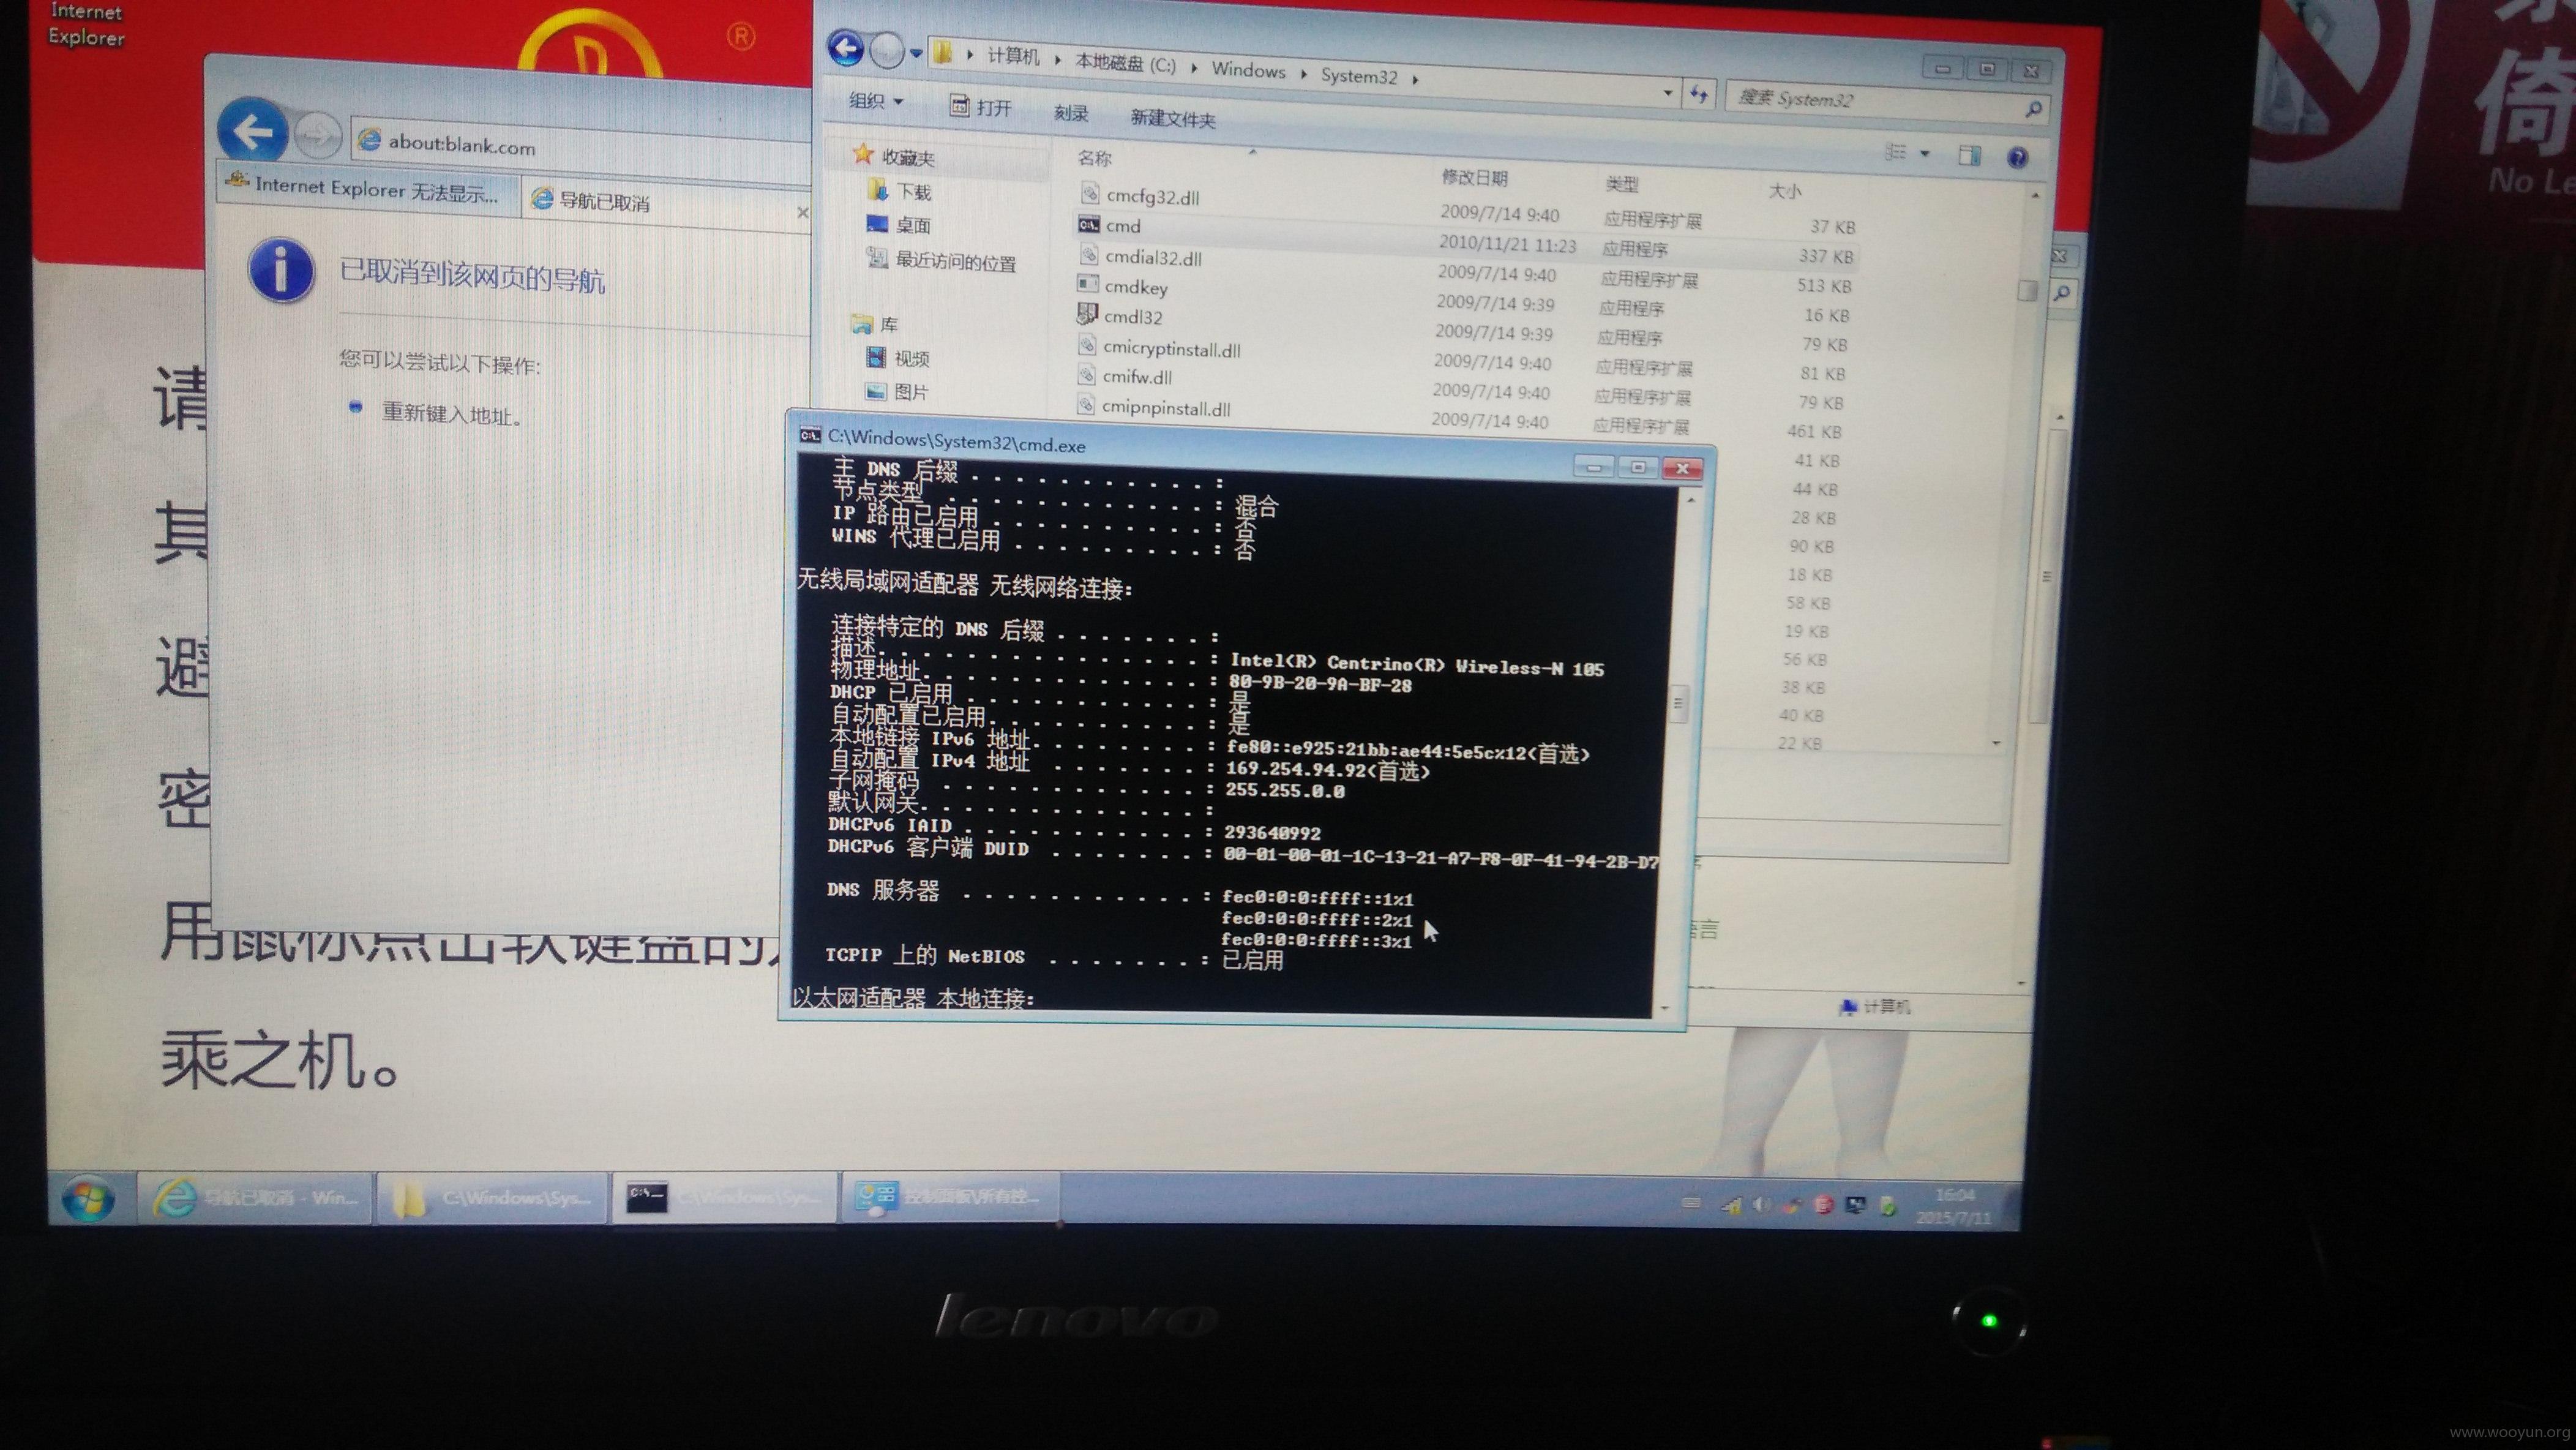 Internet
Explorer
®
about:blank.com
Internet Explorer 无法显示...
导航已取消
已取消到该网页的导航
您可以尝试以下操作:
重新键入地址。
计算机
本地磁盘 (C:)
Windows
System32
搜索 System32
组织
打开
刻录
新建文件夹
收藏夹
下载
桌面
最近访问的位置
库
视频
图片
名称 修改日期 类型 大小
cmcfg32.dll 2009/7/14 9:40 应用程序扩展 37 KB
cmd 2010/11/21 11:23 应用程序 337 KB
cmdial32.dll 2009/7/14 9:40 应用程序扩展 513 KB
cmdkey 2009/7/14 9:39 应用程序 16 KB
cmdl32 2009/7/14 9:39 应用程序 79 KB
cmicryptinstall.dll 2009/7/14 9:40 应用程序扩展 81 KB
cmifw.dll 2009/7/14 9:40 应用程序扩展 79 KB
cmipnpinstall.dll 2009/7/14 9:40 应用程序扩展 461 KB
41 KB
44 KB
28 KB
90 KB
18 KB
58 KB
19 KB
56 KB
38 KB
40 KB
22 KB
C:\Windows\System32\cmd.exe
主 DNS 后缀 . . . . . . . . . . . :
节点类型 . . . . . . . . . . . . : 混合
IP 路由已启用 . . . . . . . . . . : 否
WINS 代理已启用 . . . . . . . . . : 否
无线局域网适配器 无线网络连接:
连接特定的 DNS 后缀 . . . . . . . :
描述. . . . . . . . . . . . . . . : Intel(R) Centrino(R) Wireless-N 105
物理地址. . . . . . . . . . . . . : 80-9B-20-9A-BF-28
DHCP 已启用 . . . . . . . . . . . : 是
自动配置已启用. . . . . . . . . . : 是
本地链接 IPv6 地址. . . . . . . . : fe80::e925:21bb:ae44:5e5c%12(首选)
自动配置 IPv4 地址 . . . . . . . : 169.254.94.92(首选)
子网掩码 . . . . . . . . . . . . : 255.255.0.0
默认网关. . . . . . . . . . . . . :
DHCPv6 IAID . . . . . . . . . . . : 293640992
DHCPv6 客户端 DUID . . . . . . . : 00-01-00-01-1C-13-21-A7-F8-0F-41-94-2B-D7
DNS 服务器 . . . . . . . . . . . : fec0:0:0:ffff::1%1
fec0:0:0:ffff::2%1
fec0:0:0:ffff::3%1
TCPIP 上的 NetBIOS . . . . . . . : 已启用
以太网适配器 本地连接:
请
其
避
密
用鼠标点击软键盘的
乘之机。
计算机
导航已取消 - Win...
C:\Windows\Sys...
C:\Windows\Sys...
控制面板\所有控...
16:04
2015/7/11
lenovo
倚
No Le
www.wooyun.org